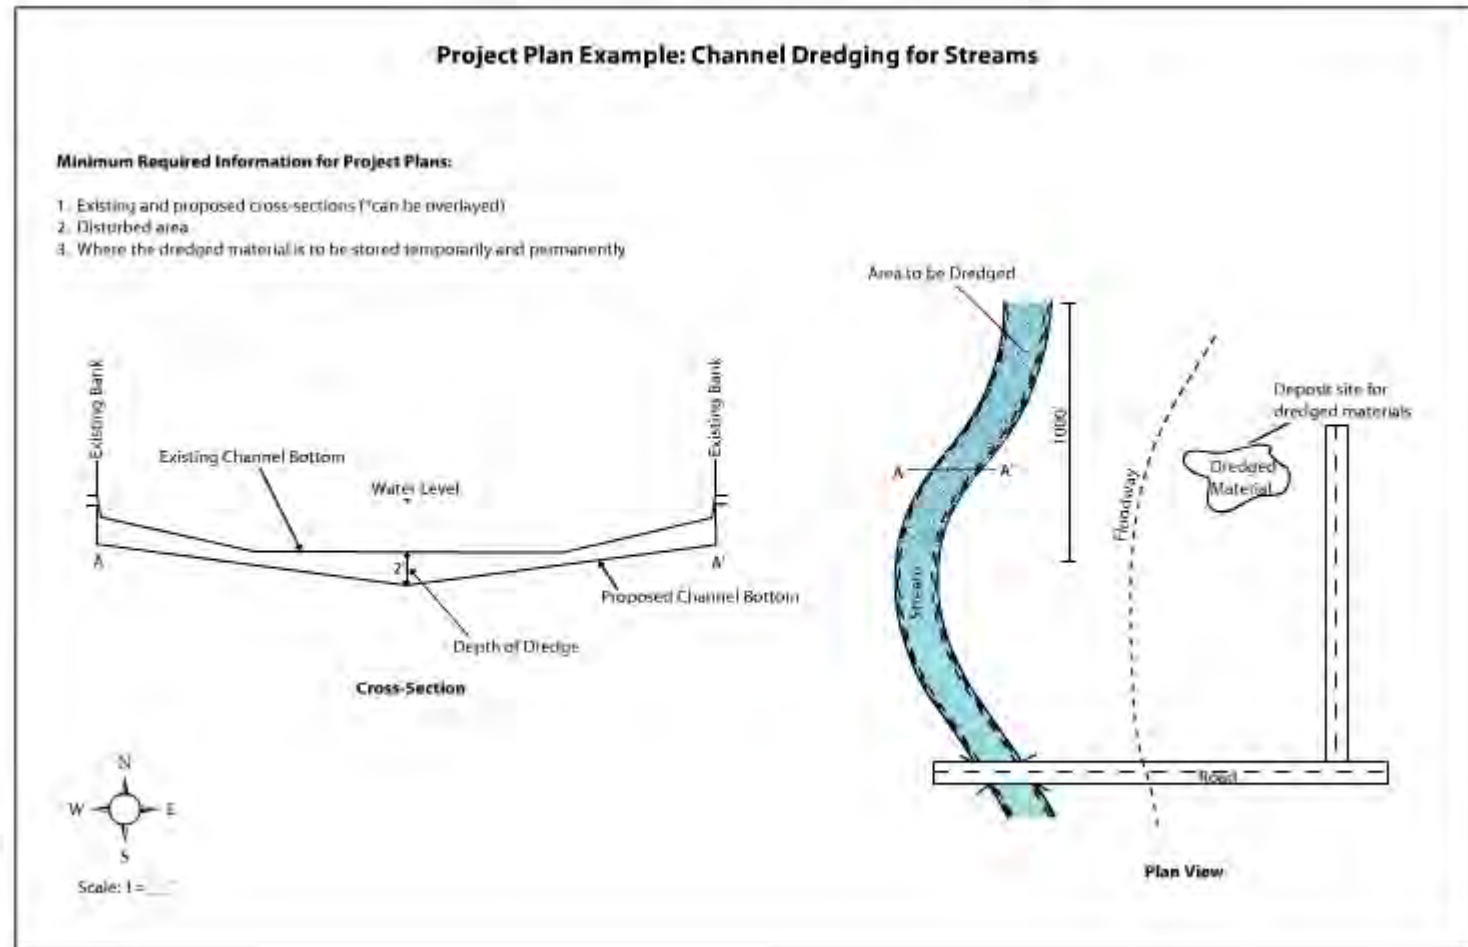 Project Plan Example: Channel Dredging for Streams
Minimum Required Information for Project Plans:
1. Existing and proposed cross-sections (*can be overlayed)
2. Disturbed area
3. Where the dredged material is to be stored temporarily and permanently
Existing Bank
Existing Bank
Existing Channel Bottom
Water Level
A
2'
A'
Proposed Channel Bottom
Depth of Dredge
Cross-Section
N
W
E
S
Scale: 1 = ___
Area to be Dredged
1000'
Deposit site for
dredged materials
Dredged
Material
Floodway
A
A'
Stream
Road
Plan View